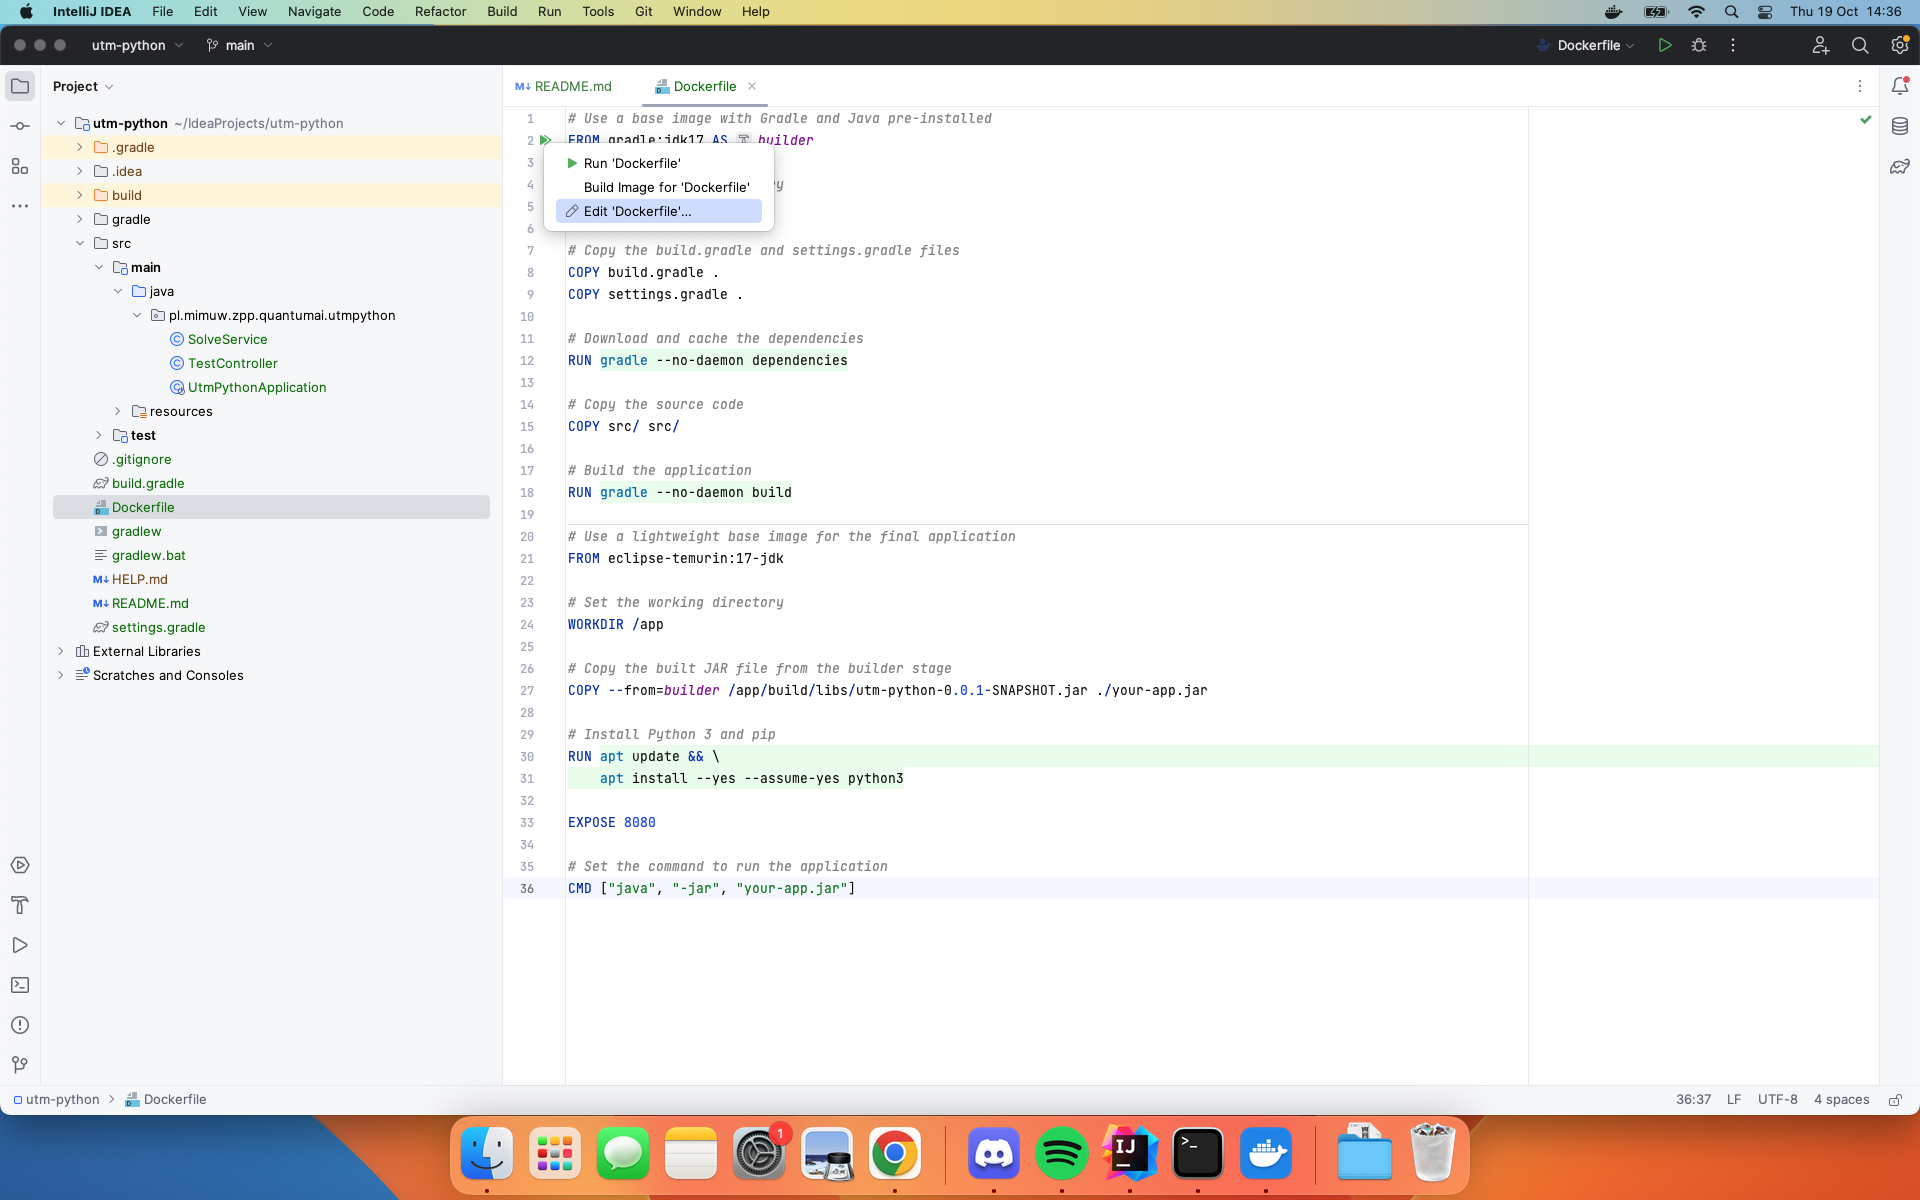 IntelliJ IDEA File Edit View Navigate Code Refactor Build Run Tools Git Window Help Thu 19 Oct 14:36
utm-python main Dockerfile
Project
utm-python ~/IdeaProjects/utm-python
.gradle
.idea
build
gradle
src
main
java
pl.mimuw.zpp.quantumai.utmpython
SolveService
TestController
UtmPythonApplication
resources
test
.gitignore
build.gradle
Dockerfile
gradlew
gradlew.bat
HELP.md
README.md
settings.gradle
External Libraries
Scratches and Consoles
README.md Dockerfile
1 # Use a base image with Gradle and Java pre-installed
2 FROM gradle:jdk17 AS builder
3
4 y
5
6
Run 'Dockerfile'
Build Image for 'Dockerfile'
Edit 'Dockerfile'...
7 # Copy the build.gradle and settings.gradle files
8 COPY build.gradle .
9 COPY settings.gradle .
10
11 # Download and cache the dependencies
12 RUN gradle --no-daemon dependencies
13
14 # Copy the source code
15 COPY src/ src/
16
17 # Build the application
18 RUN gradle --no-daemon build
19
20 # Use a lightweight base image for the final application
21 FROM eclipse-temurin:17-jdk
22
23 # Set the working directory
24 WORKDIR /app
25
26 # Copy the built JAR file from the builder stage
27 COPY --from=builder /app/build/libs/utm-python-0.0.1-SNAPSHOT.jar ./your-app.jar
28
29 # Install Python 3 and pip
30 RUN apt update && \
31 apt install --yes --assume-yes python3
32
33 EXPOSE 8080
34
35 # Set the command to run the application
36 CMD ["java", "-jar", "your-app.jar"]
utm-python Dockerfile 36:37 LF UTF-8 4 spaces
1
IJ
>_